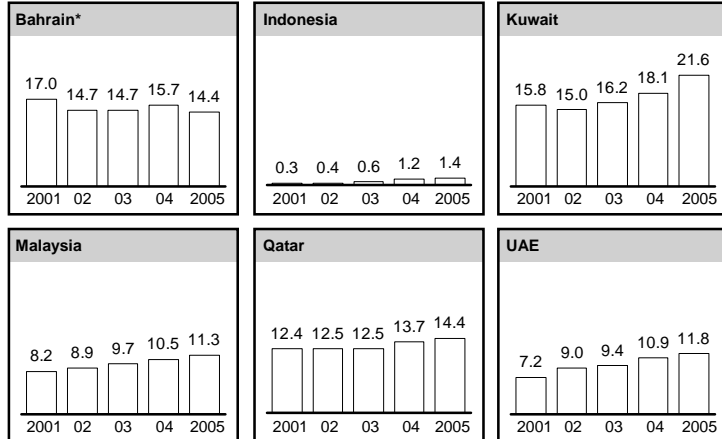 Bahrain*
17.0 14.7 14.7 15.7 14.4
2001 02 03 04 2005
Indonesia
0.3 0.4 0.6 1.2 1.4
2001 02 03 04 2005
Kuwait
15.8 15.0 16.2 18.1 21.6
2001 02 03 04 2005
Malaysia
8.2 8.9 9.7 10.5 11.3
2001 02 03 04 2005
Qatar
12.4 12.5 12.5 13.7 14.4
2001 02 03 04 2005
UAE
7.2 9.0 9.4 10.9 11.8
2001 02 03 04 2005